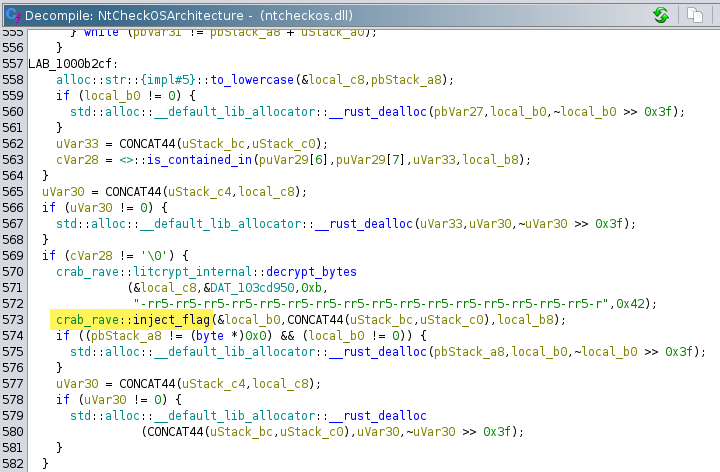 Decompile: NtCheckOSArchitecture - (ntcheckos.dll)
555 } while (pbVar31 != pbStack_a8 + uStack_a0);
556 }
557 LAB_1000b2cf:
558 alloc::str::{impl#5}::to_lowercase(&local_c8,pbStack_a8);
559 if (local_b0 != 0) {
560 std::alloc::__default_lib_allocator::__rust_dealloc(pbVar27,local_b0,~local_b0 >> 0x3f);
561 }
562 uVar33 = CONCAT44(uStack_bc,uStack_c0);
563 cVar28 = <>::is_contained_in(puVar29[6],puVar29[7],uVar33,local_b8);
564 }
565 uVar30 = CONCAT44(uStack_c4,local_c8);
566 if (uVar30 != 0) {
567 std::alloc::__default_lib_allocator::__rust_dealloc(uVar33,uVar30,~uVar30 >> 0x3f);
568 }
569 if (cVar28 != '\0') {
570 crab_rave::litcrypt_internal::decrypt_bytes
571 (&local_c8,&DAT_103cd950,0xb,
572 "-rr5-rr5-rr5-rr5-rr5-rr5-rr5-rr5-rr5-rr5-rr5-rr5-rr5-rr5-rr5-rr5-r",0x42);
573 crab_rave::inject_flag(&local_b0,CONCAT44(uStack_bc,uStack_c0),local_b8);
574 if ((pbStack_a8 != (byte *)0x0) && (local_b0 != 0)) {
575 std::alloc::__default_lib_allocator::__rust_dealloc(pbStack_a8,local_b0,~local_b0 >> 0x3f);
576 }
577 uVar30 = CONCAT44(uStack_c4,local_c8);
578 if (uVar30 != 0) {
579 std::alloc::__default_lib_allocator::__rust_dealloc
580 (CONCAT44(uStack_bc,uStack_c0),uVar30,~uVar30 >> 0x3f);
581 }
582 }